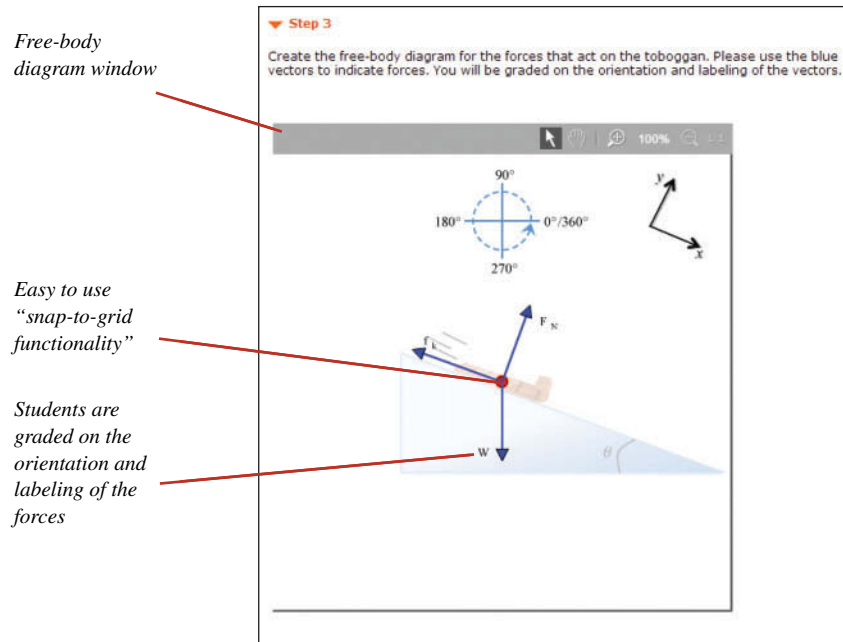 Free-body
diagram window
Easy to use
“snap-to-grid
functionality”
Students are
graded on the
orientation and
labeling of the
forces
Step 3
Create the free-body diagram for the forces that act on the toboggan. Please use the blue
vectors to indicate forces. You will be graded on the orientation and labeling of the vectors.
100%
90°
180°
0°/360°
270°
y
x
F N
f k
W
θ